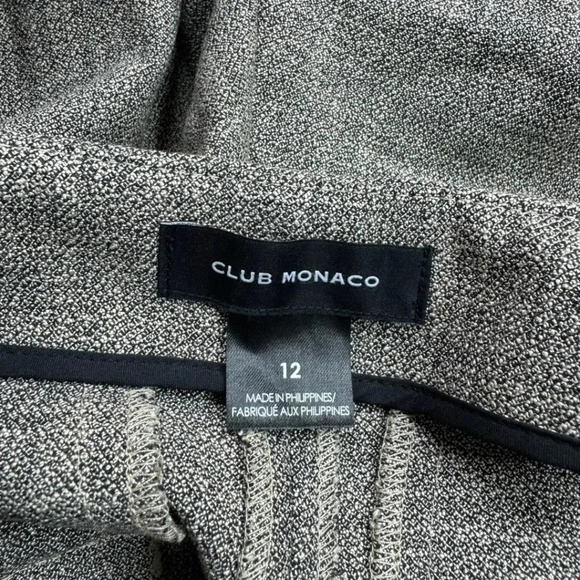 CLUB MONACO
12
MADE IN PHILIPPINES/
FABRIQUÉ AUX PHILIPPINES